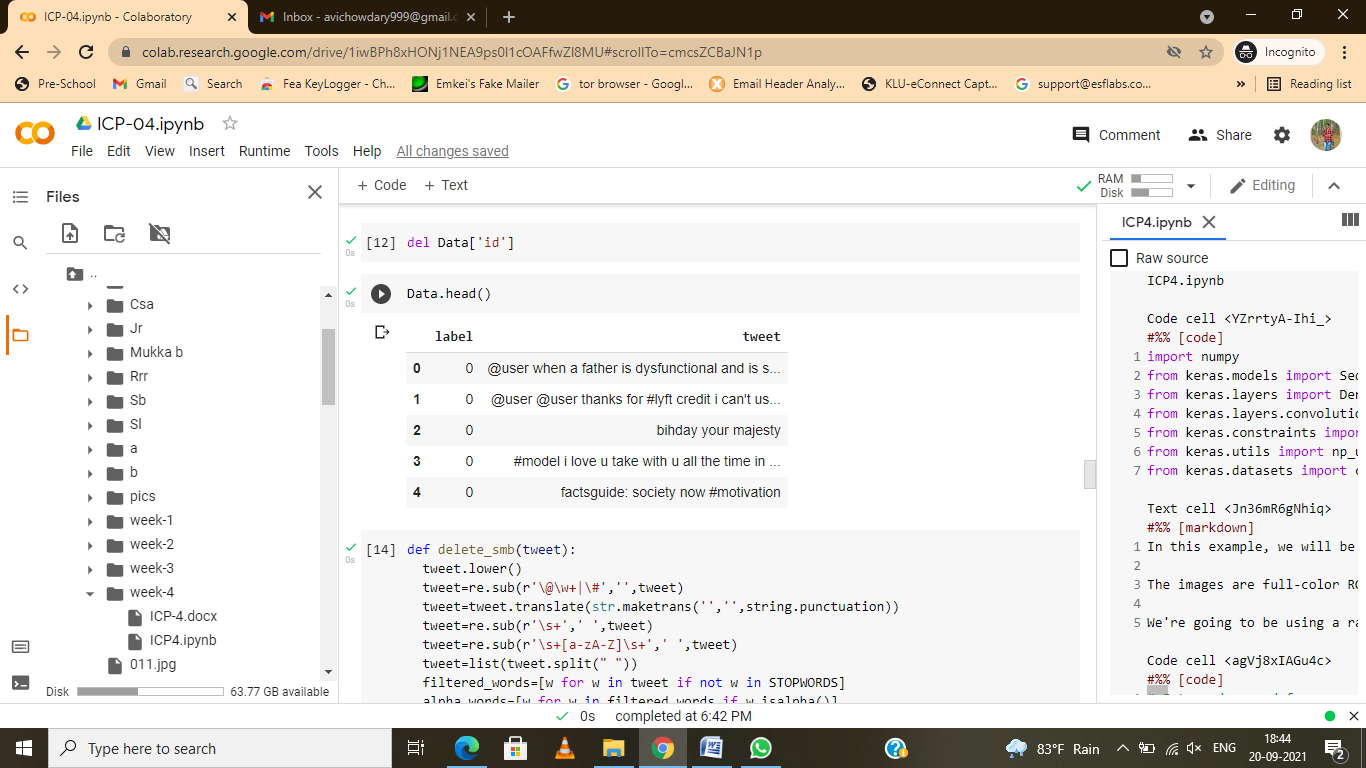 ICP-04.ipynb - Colaboratory
Inbox - avichowdary999@gmail.c
colab.research.google.com/drive/1iwBPh8xHONj1NEA9ps0l1cOAFfwZl8MU#scrollTo=cmcsZCBaJN1p
Incognito
Pre-School Gmail Search Fea KeyLogger - Ch... Emkei's Fake Mailer tor browser - Googl... Email Header Analy... KLU-eConnect Capt... support@esflabs.co... » Reading list
ICP-04.ipynb
Comment Share
File Edit View Insert Runtime Tools Help All changes saved
Files
+ Code + Text
RAM
Disk
Editing
..
Csa
Jr
Mukka b
Rrr
Sb
Sl
a
b
pics
week-1
week-2
week-3
week-4
ICP-4.docx
ICP4.ipynb
011.jpg
Disk 63.77 GB available
0s
[12] del Data['id']
0s
Data.head()
label tweet
0 0 @user when a father is dysfunctional and is s...
1 0 @user @user thanks for #lyft credit i can't us...
2 0 bihday your majesty
3 0 #model i love u take with u all the time in ...
4 0 factsguide: society now #motivation
0s
[14] def delete_smb(tweet):
tweet.lower()
tweet=re.sub(r'\@\w+|\#','',tweet)
tweet=tweet.translate(str.maketrans('','',string.punctuation))
tweet=re.sub(r'\s+',' ',tweet)
tweet=re.sub(r'\s+[a-zA-Z]\s+',' ',tweet)
tweet=list(tweet.split(" "))
filtered_words=[w for w in tweet if not w in STOPWORDS]
alpha_words=[w for w in filtered_words if w.isalpha()]
ICP4.ipynb
Raw source
ICP4.ipynb
Code cell <YZrrtyA-Ihi_>
#%% [code]
1 import numpy
2 from keras.models import Seq
3 from keras.layers import Den
4 from keras.layers.convolutio
5 from keras.constraints impor
6 from keras.utils import np_u
7 from keras.datasets import c
Text cell <Jn36mR6gNhiq>
#%% [markdown]
1 In this example, we will be
2
3 The images are full-color RG
4
5 We're going to be using a ra
Code cell <agVj8xIAGu4c>
#%% [code]
0s completed at 6:42 PM
Type here to search
83°F Rain
ENG
18:44
20-09-2021
2